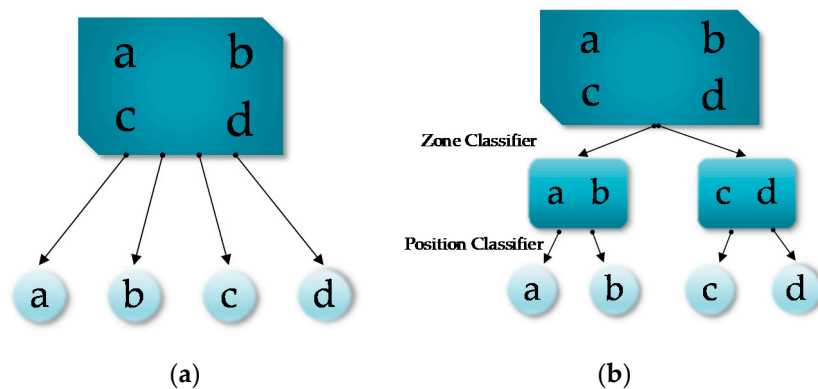 a b
c d
a b c d
(a)
a b
c d
Zone Classifier
a b c d
Position Classifier
a b c d
(b)